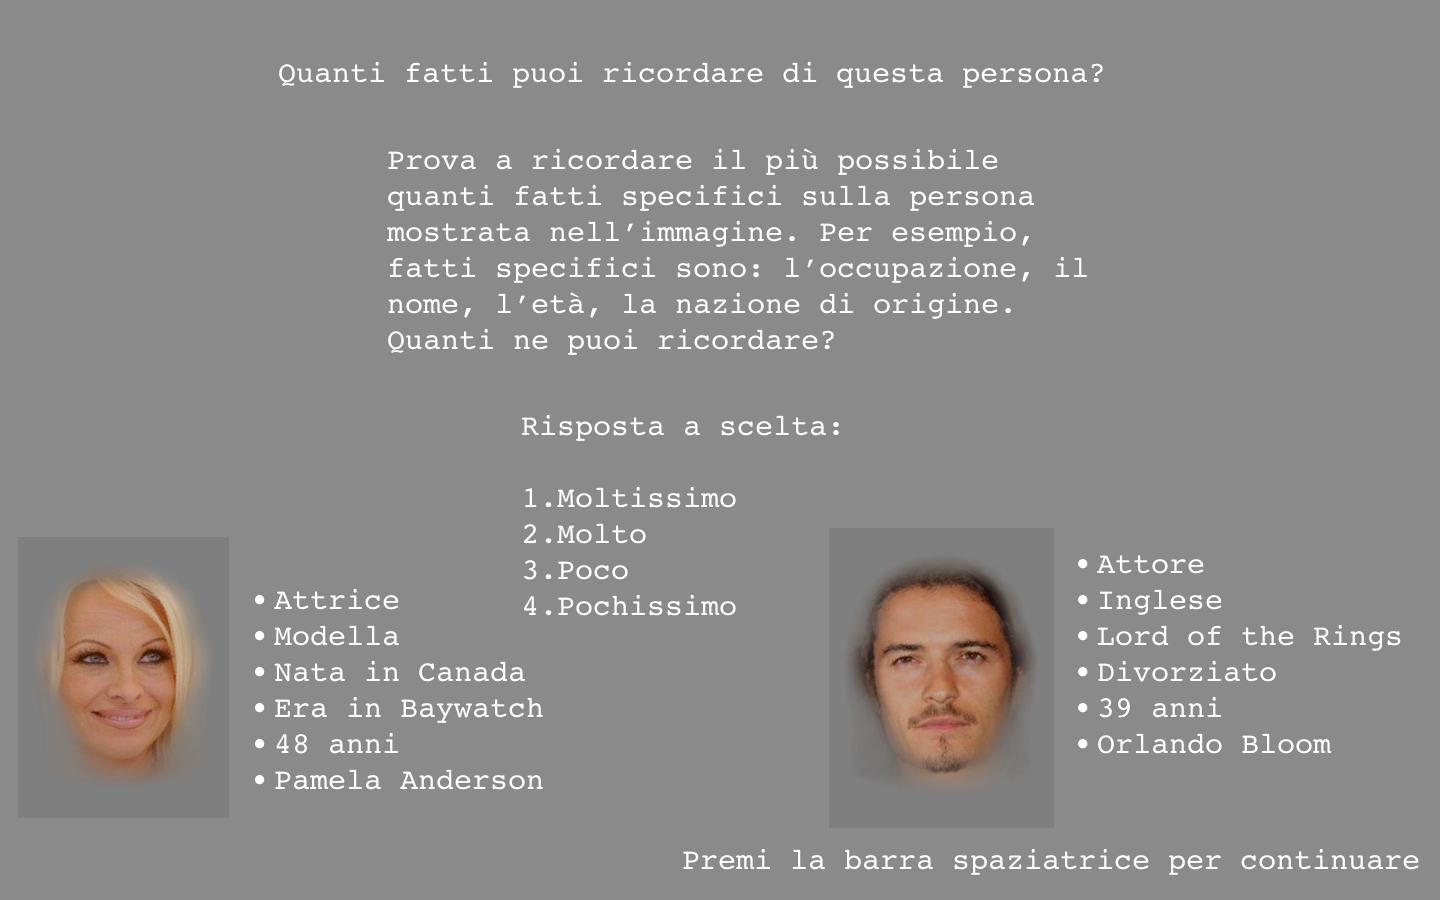 Quanti fatti puoi ricordare di questa persona?
Prova a ricordare il più possibile
quanti fatti specifici sulla persona
mostrata nell’immagine. Per esempio,
fatti specifici sono: l’occupazione, il
nome, l’età, la nazione di origine.
Quanti ne puoi ricordare?
Risposta a scelta:
1.Moltissimo
2.Molto
3.Poco
4.Pochissimo
• Attrice
• Modella
• Nata in Canada
• Era in Baywatch
• 48 anni
• Pamela Anderson
• Attore
• Inglese
• Lord of the Rings
• Divorziato
• 39 anni
• Orlando Bloom
Premi la barra spaziatrice per continuare